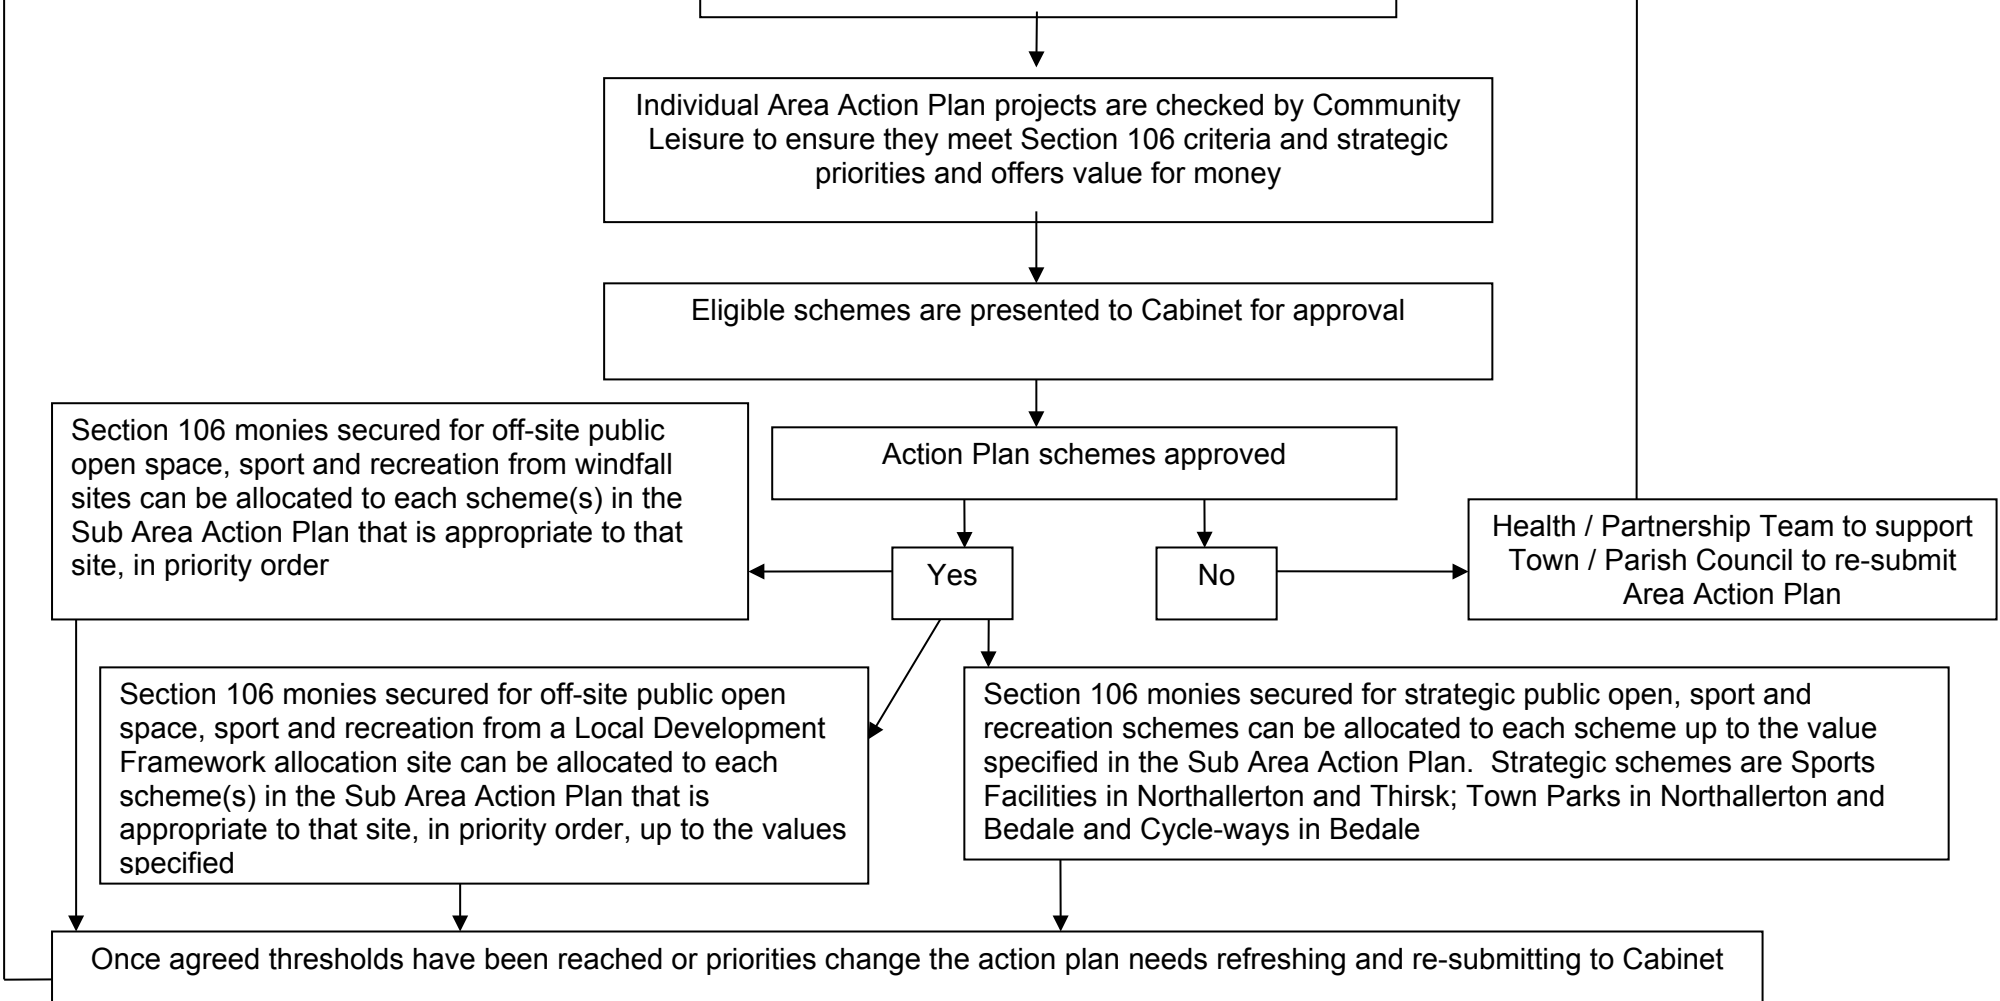 Individual Area Action Plan projects are checked by Community
Leisure to ensure they meet Section 106 criteria and strategic
priorities and offers value for money
Eligible schemes are presented to Cabinet for approval
Section 106 monies secured for off-site public
open space, sport and recreation from windfall
sites can be allocated to each scheme(s) in the
Sub Area Action Plan that is appropriate to that
site, in priority order
Action Plan schemes approved
Yes
No
Health / Partnership Team to support
Town / Parish Council to re-submit
Area Action Plan
Section 106 monies secured for off-site public open
space, sport and recreation from a Local Development
Framework allocation site can be allocated to each
scheme(s) in the Sub Area Action Plan that is
appropriate to that site, in priority order, up to the values
specified
Section 106 monies secured for strategic public open, sport and
recreation schemes can be allocated to each scheme up to the value
specified in the Sub Area Action Plan.  Strategic schemes are Sports
Facilities in Northallerton and Thirsk; Town Parks in Northallerton and
Bedale and Cycle-ways in Bedale
Once agreed thresholds have been reached or priorities change the action plan needs refreshing and re-submitting to Cabinet